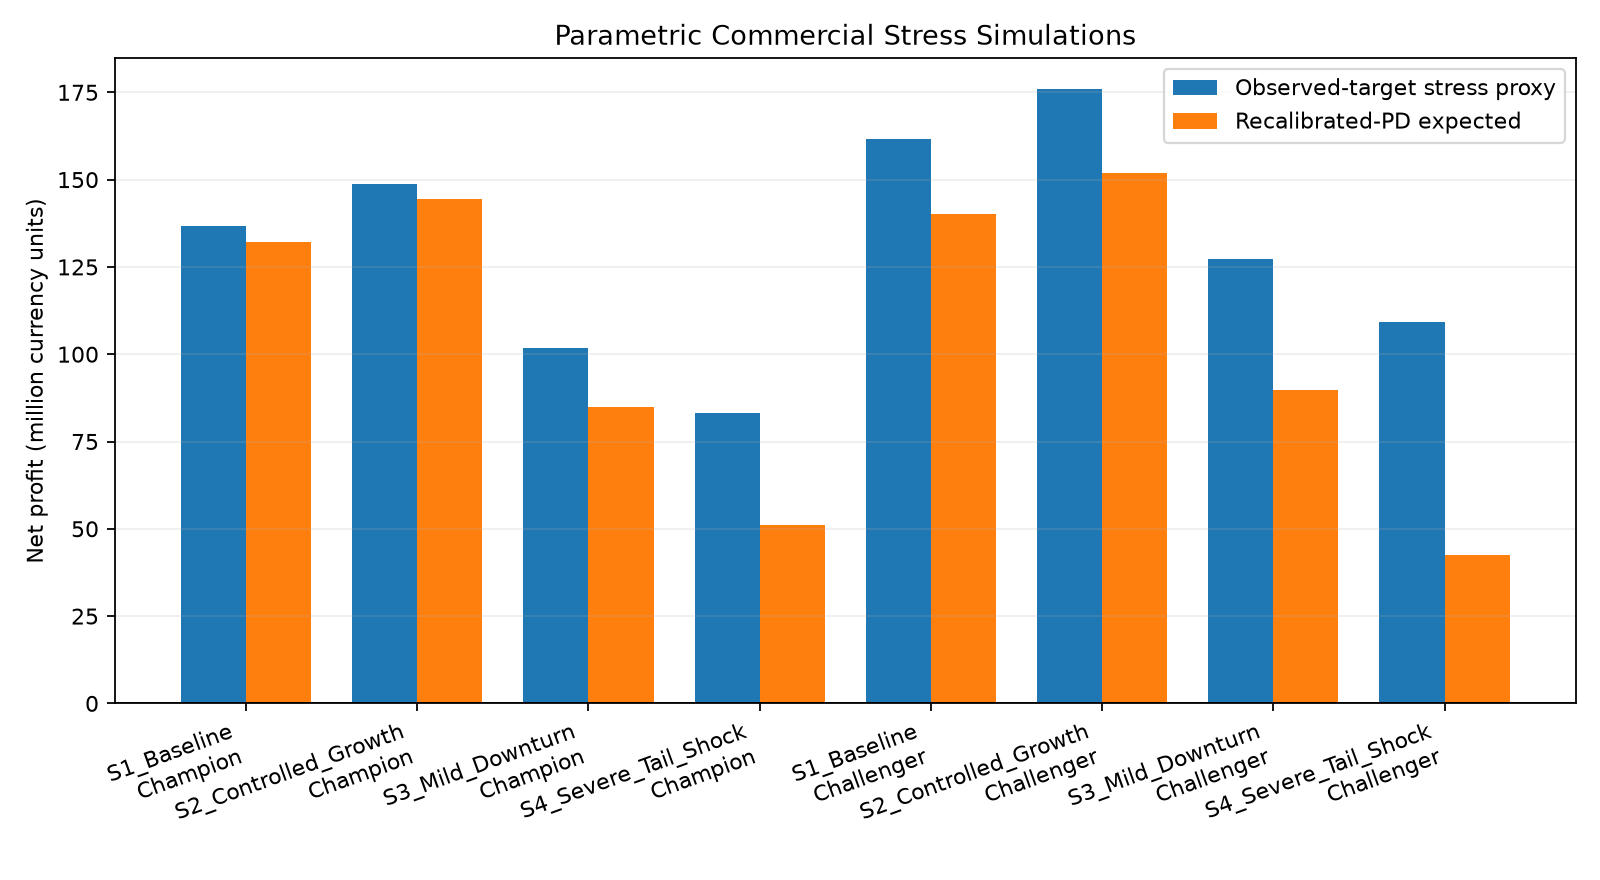 Parametric Commercial Stress Simulations
Observed-target stress proxy
Recalibrated-PD expected
Net profit (million currency units)
175
150
125
100
75
50
25
0
S1_Baseline
Champion
S2_Controlled_Growth
Champion
S3_Mild_Downturn
Champion
S4_Severe_Tail_Shock
Champion
S1_Baseline
Challenger
S2_Controlled_Growth
Challenger
S3_Mild_Downturn
Challenger
S4_Severe_Tail_Shock
Challenger